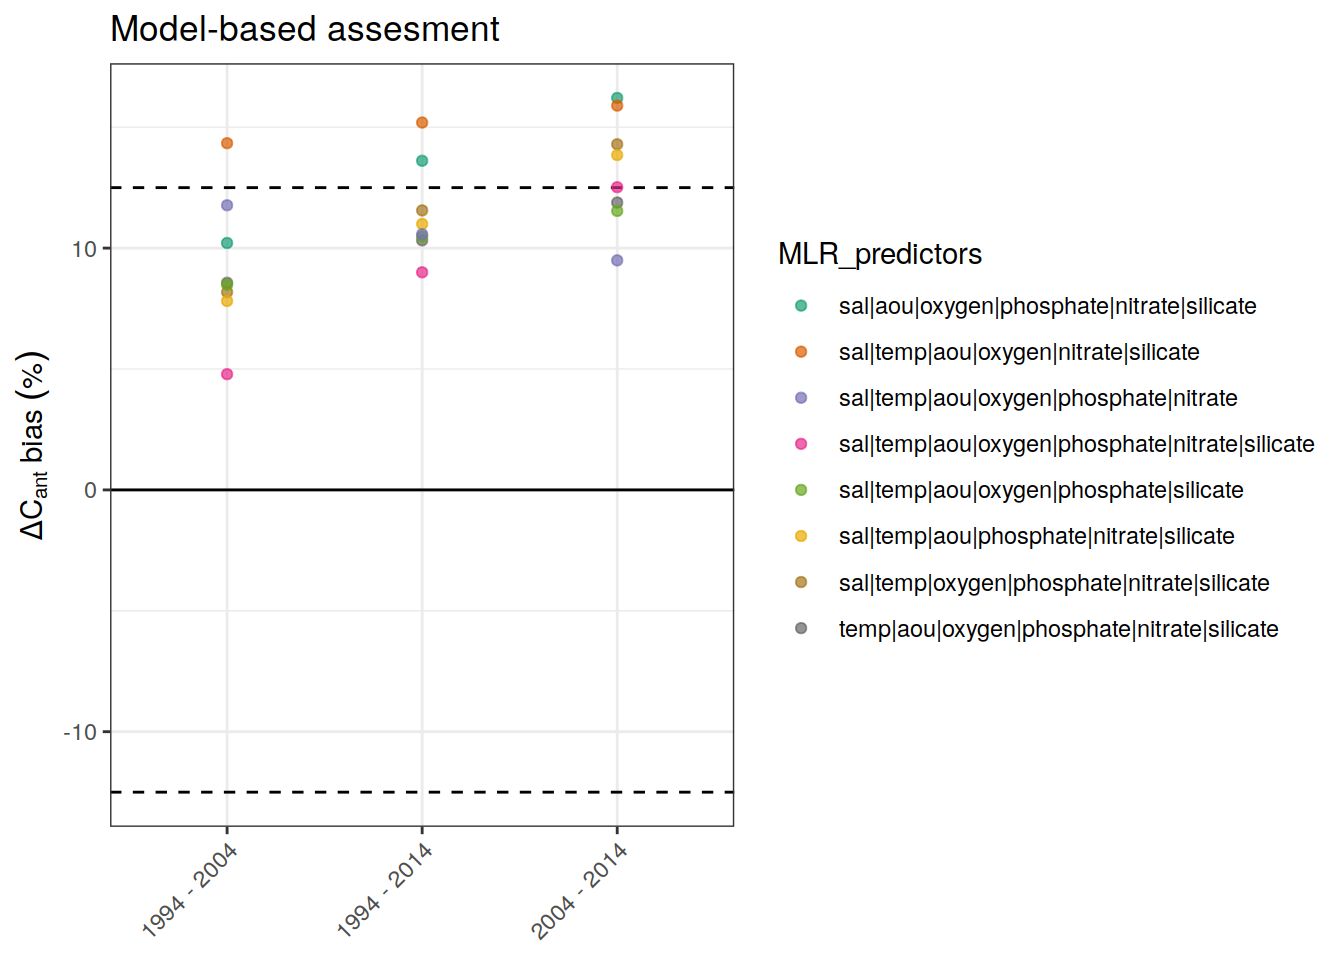 Model-based assesment
ΔCant bias (%)
10
0
-10
1994 - 2004
1994 - 2014
2004 - 2014
MLR_predictors
sal|aou|oxygen|phosphate|nitrate|silicate
sal|temp|aou|oxygen|nitrate|silicate
sal|temp|aou|oxygen|phosphate|nitrate
sal|temp|aou|oxygen|phosphate|nitrate|silicate
sal|temp|aou|oxygen|phosphate|silicate
sal|temp|aou|phosphate|nitrate|silicate
sal|temp|oxygen|phosphate|nitrate|silicate
temp|aou|oxygen|phosphate|nitrate|silicate